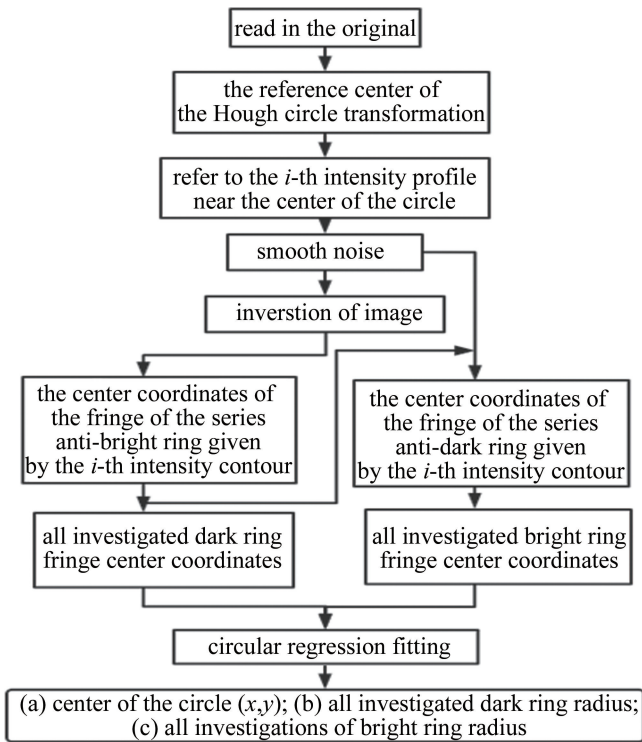 read in the original
the reference center of
the Hough circle transformation
refer to the i-th intensity profile
near the center of the circle
smooth noise
inverstion of image
the center coordinates of
the fringe of the series
anti-bright ring given
by the i-th intensity contour
the center coordinates of
the fringe of the series
anti-dark ring given
by the i-th intensity contour
all investigated dark ring
fringe center coordinates
all investigated bright ring
fringe center coordinates
circular regression fitting
(a) center of the circle (x,y); (b) all investigated dark ring radius;
(c) all investigations of bright ring radius